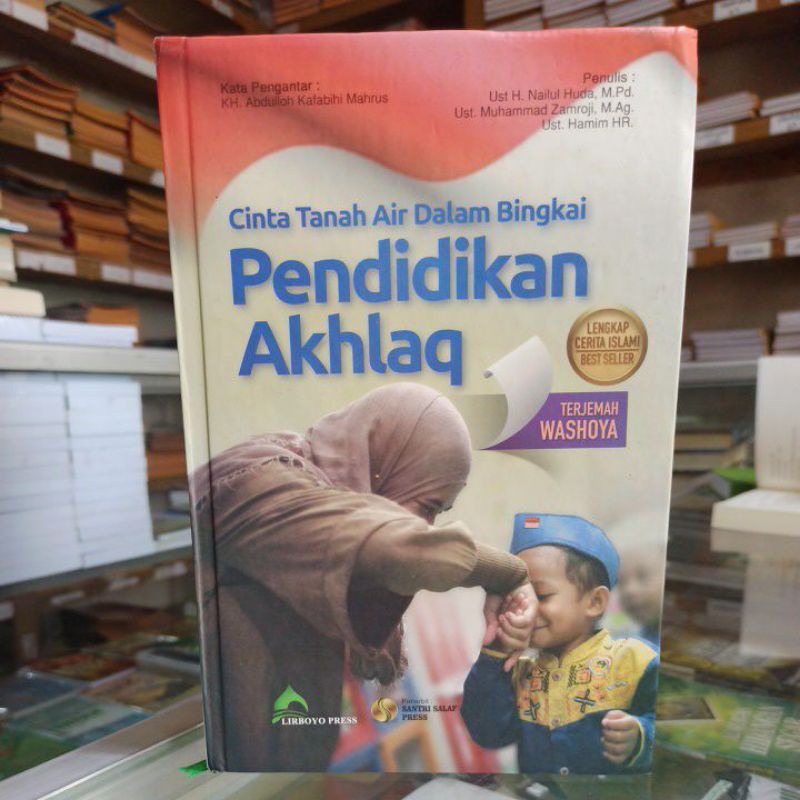 Kata Pengantar :
KH. Abdulloh Kafabihi Mahrus
Penulis :
Ust H. Nailul Huda, M.Pd.
Ust. Muhammad Zamroji, M.Ag.
Ust. Hamim HR.
Cinta Tanah Air Dalam Bingkai
Pendidikan
Akhlaq
LENGKAP
CERITA ISLAMI
BEST SELLER
TERJEMAH
WASHOYA
LIRBOYO PRESS
Penerbit :
SANTRI SALAF
PRESS